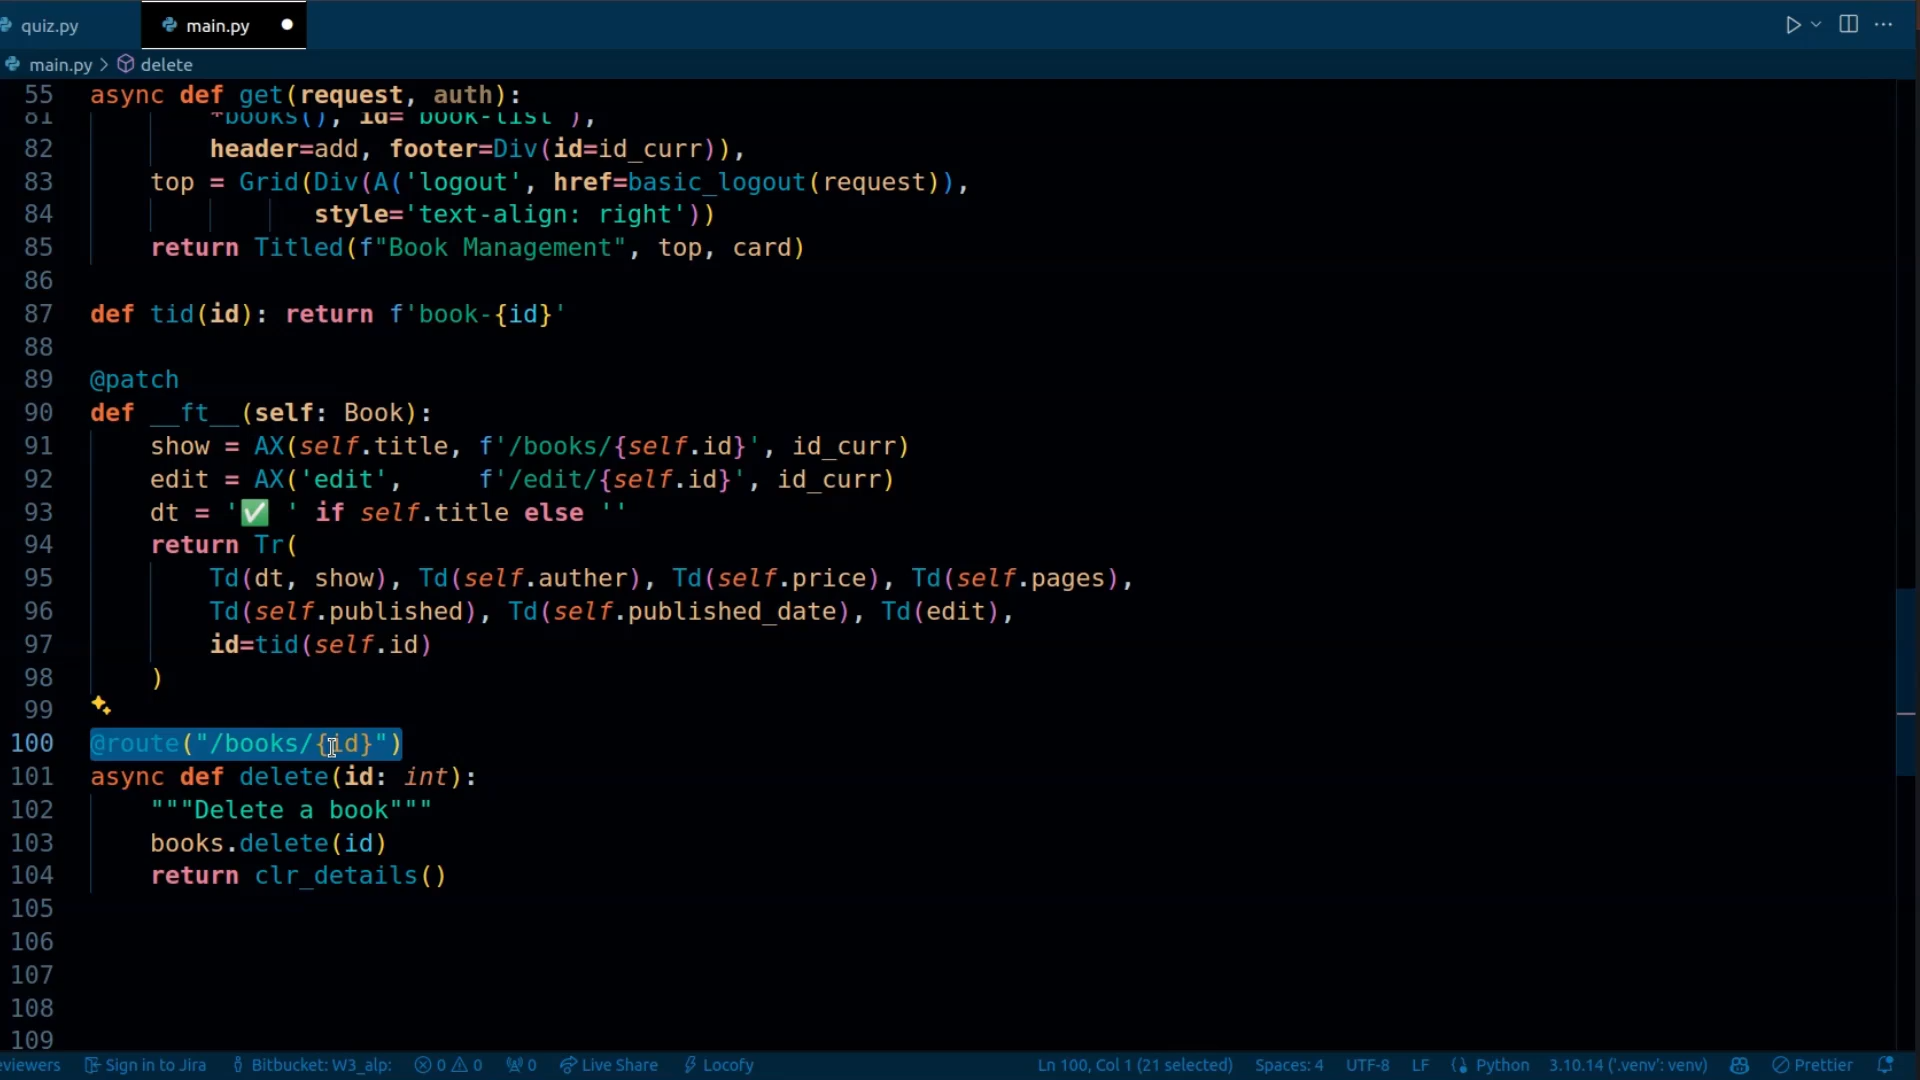 quiz.py
main.py
main.py > delete
55 async def get(request, auth):
81 *books(), id='book-list'),
82 header=add, footer=Div(id=id_curr)),
83 top = Grid(Div(A('logout', href=basic_logout(request)),
84 style='text-align: right'))
85 return Titled(f"Book Management", top, card)
86
87 def tid(id): return f'book-{id}'
88
89 @patch
90 def __ft__(self: Book):
91 show = AX(self.title, f'/books/{self.id}', id_curr)
92 edit = AX('edit',     f'/edit/{self.id}', id_curr)
93 dt = '✅ ' if self.title else ''
94 return Tr(
95 Td(dt, show), Td(self.auther), Td(self.price), Td(self.pages),
96 Td(self.published), Td(self.published_date), Td(edit),
97 id=tid(self.id)
98 )
99
100 @route("/books/{id}")
101 async def delete(id: int):
102 """Delete a book"""
103 books.delete(id)
104 return clr_details()
105
106
107
108
109
eviewers Sign in to Jira Bitbucket: W3_alp: 0 0 0 Live Share Locofy Ln 100, Col 1 (21 selected) Spaces: 4 UTF-8 LF Python 3.10.14 ('.venv': venv) Prettier